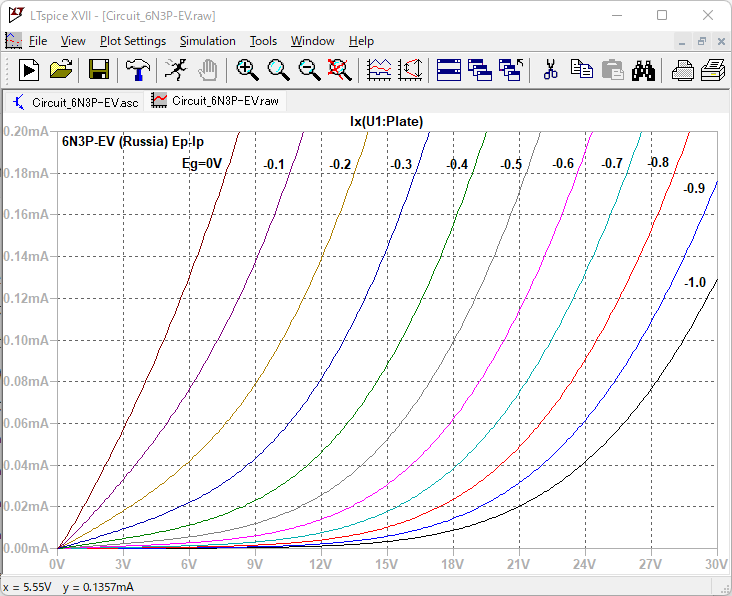 LTspice XVII - [Circuit_6N3P-EV.raw]
File View Plot Settings Simulation Tools Window Help
Circuit_6N3P-EV.asc Circuit_6N3P-EV.raw
Ix(U1:Plate)
0.20mA
6N3P-EV (Russia) Ep-Ip
Eg=0V -0.1 -0.2 -0.3 -0.4 -0.5 -0.6 -0.7 -0.8
0.18mA
-0.9
0.16mA
0.14mA
-1.0
0.12mA
0.10mA
0.08mA
0.06mA
0.04mA
0.02mA
0.00mA
0V 3V 6V 9V 12V 15V 18V 21V 24V 27V 30V
x = 5.55V y = 0.1357mA